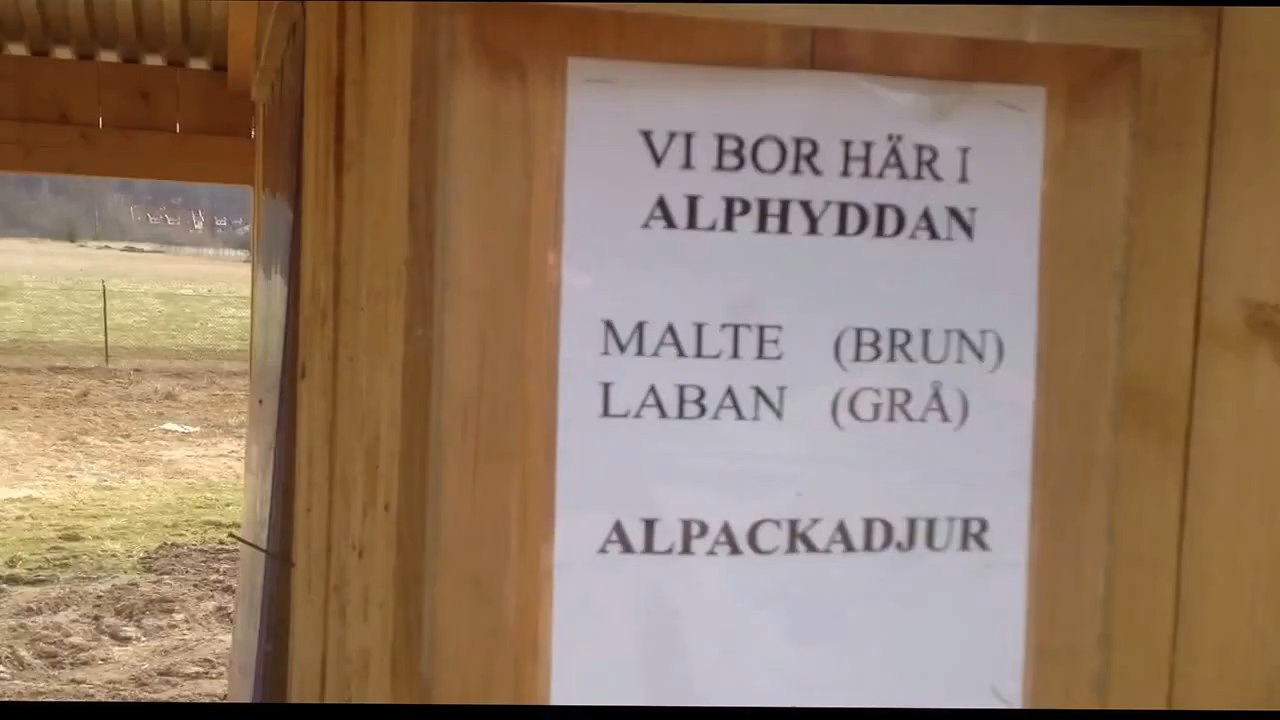 VI BOR HÄR I
ALPHYDDAN
MALTE (BRUN)
LABAN (GRÅ)
ALPACKADJUR